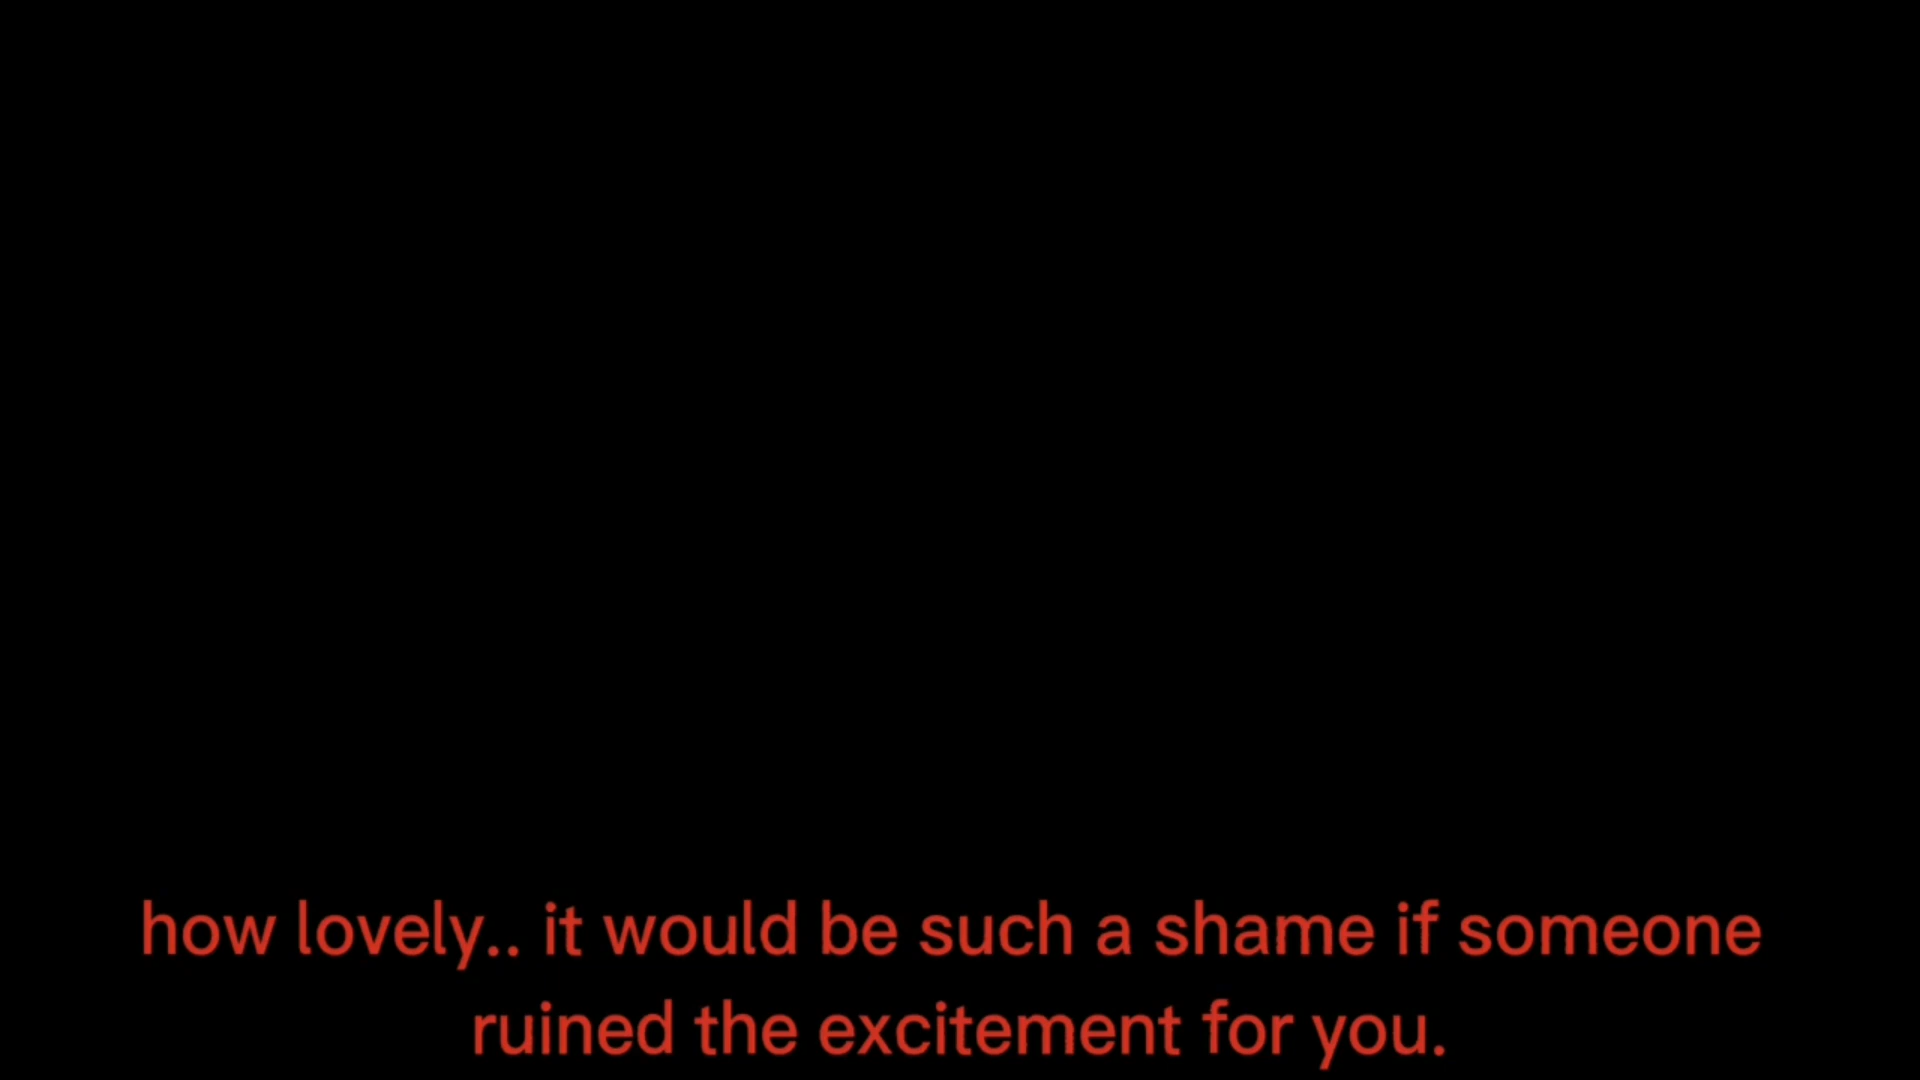 how lovely.. it would be such a shame if someone
ruined the excitement for you.